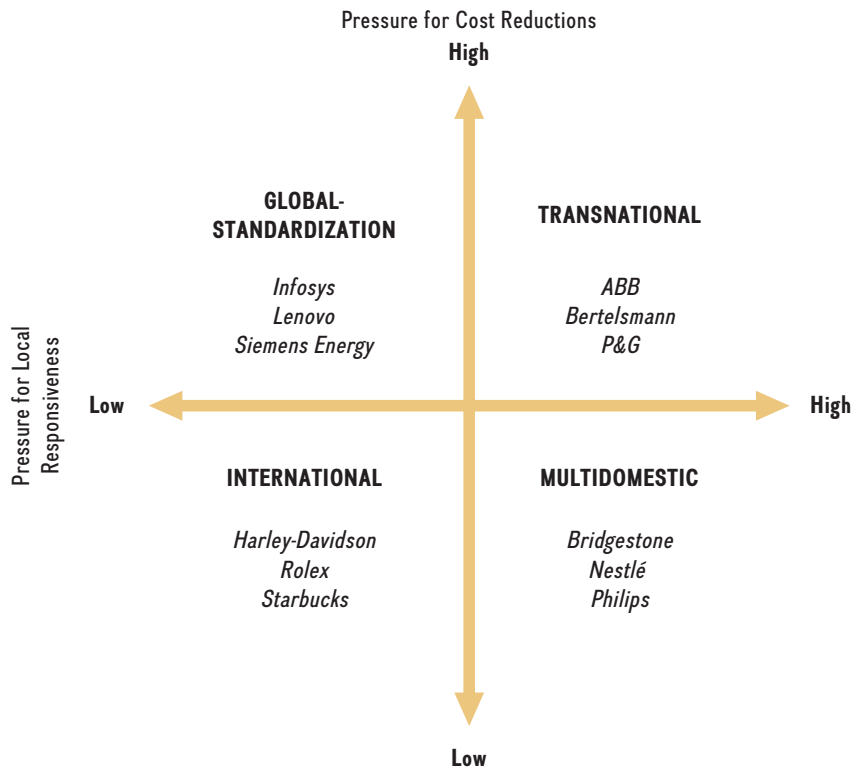 Pressure for Cost Reductions
High
GLOBAL-
STANDARDIZATION
Infosys
Lenovo
Siemens Energy
TRANSNATIONAL
ABB
Bertelsmann
P&G
Pressure for Local
Responsiveness
Low
High
INTERNATIONAL
Harley-Davidson
Rolex
Starbucks
MULTIDOMESTIC
Bridgestone
Nestlé
Philips
Low